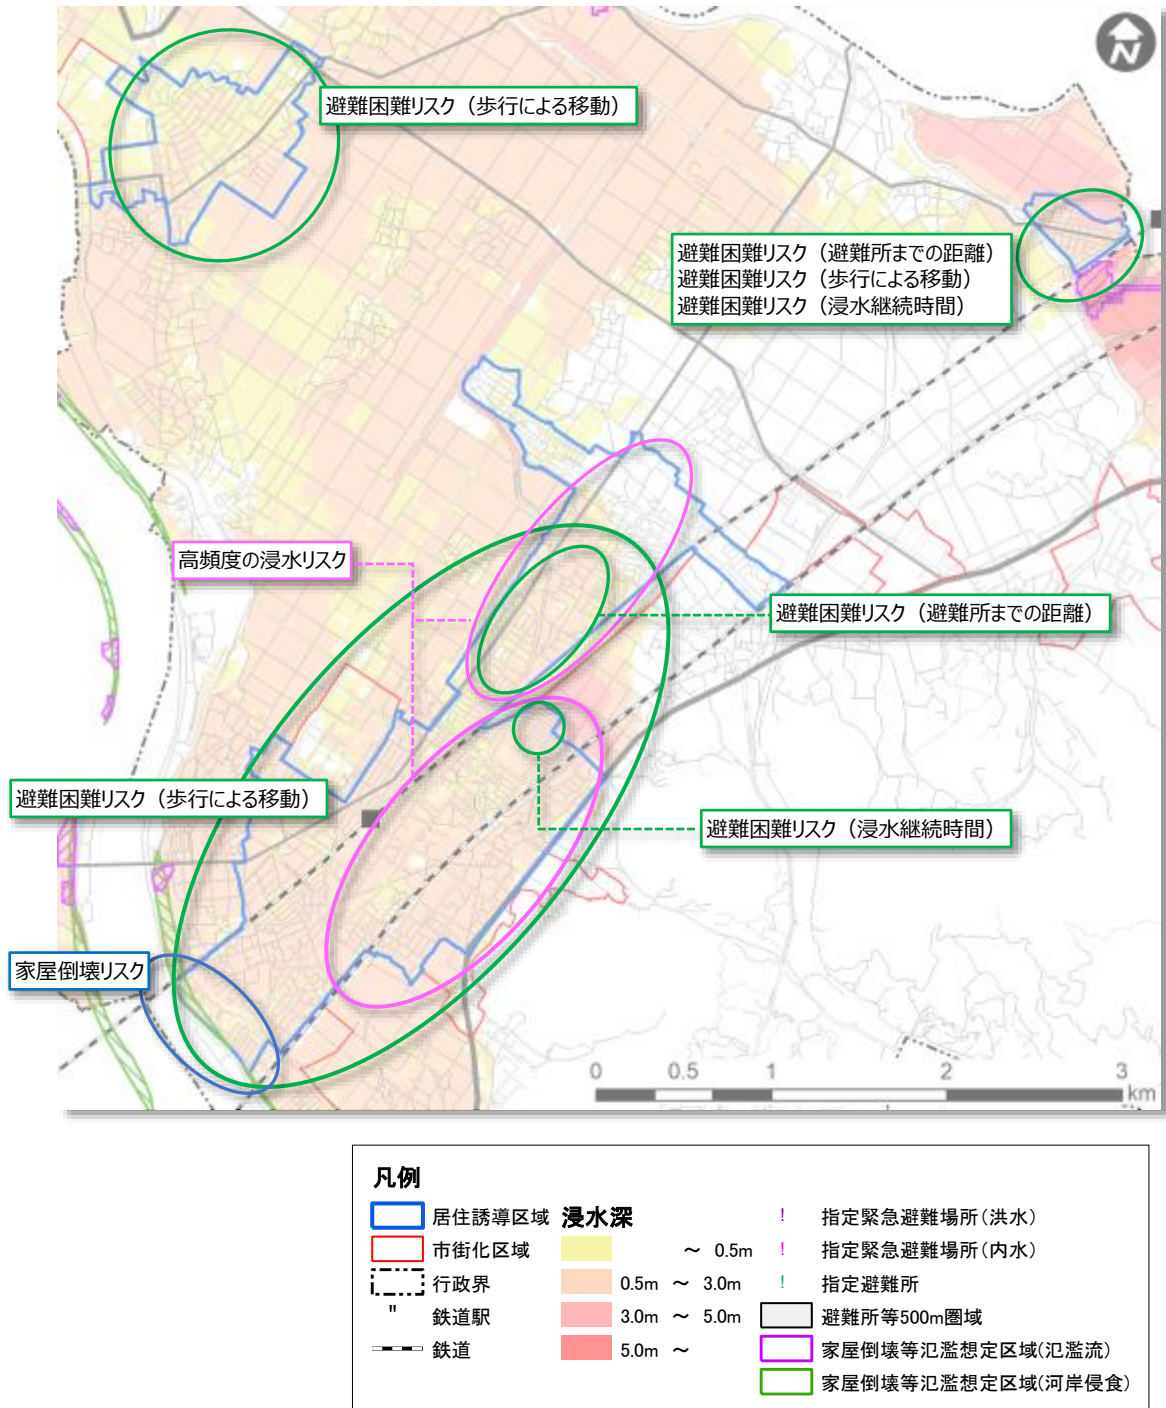 N
避難困難リスク（歩行による移動）
避難困難リスク（避難所までの距離）
避難困難リスク（歩行による移動）
避難困難リスク（浸水継続時間）
高頻度の浸水リスク
避難困難リスク（避難所までの距離）
避難困難リスク（歩行による移動）
避難困難リスク（浸水継続時間）
家屋倒壊リスク
0 0.5 1 2 3
km
凡例
居住誘導区域
市街化区域
行政界
" 鉄道駅
鉄道
浸水深
～ 0.5m
0.5m ～ 3.0m
3.0m ～ 5.0m
5.0m ～
! 指定緊急避難場所(洪水)
! 指定緊急避難場所(内水)
! 指定避難所
避難所等500m圏域
家屋倒壊等氾濫想定区域(氾濫流)
家屋倒壊等氾濫想定区域(河岸侵食)